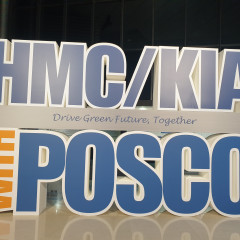 HMC/KIA
Drive Green Future, Together
WITH POSCO